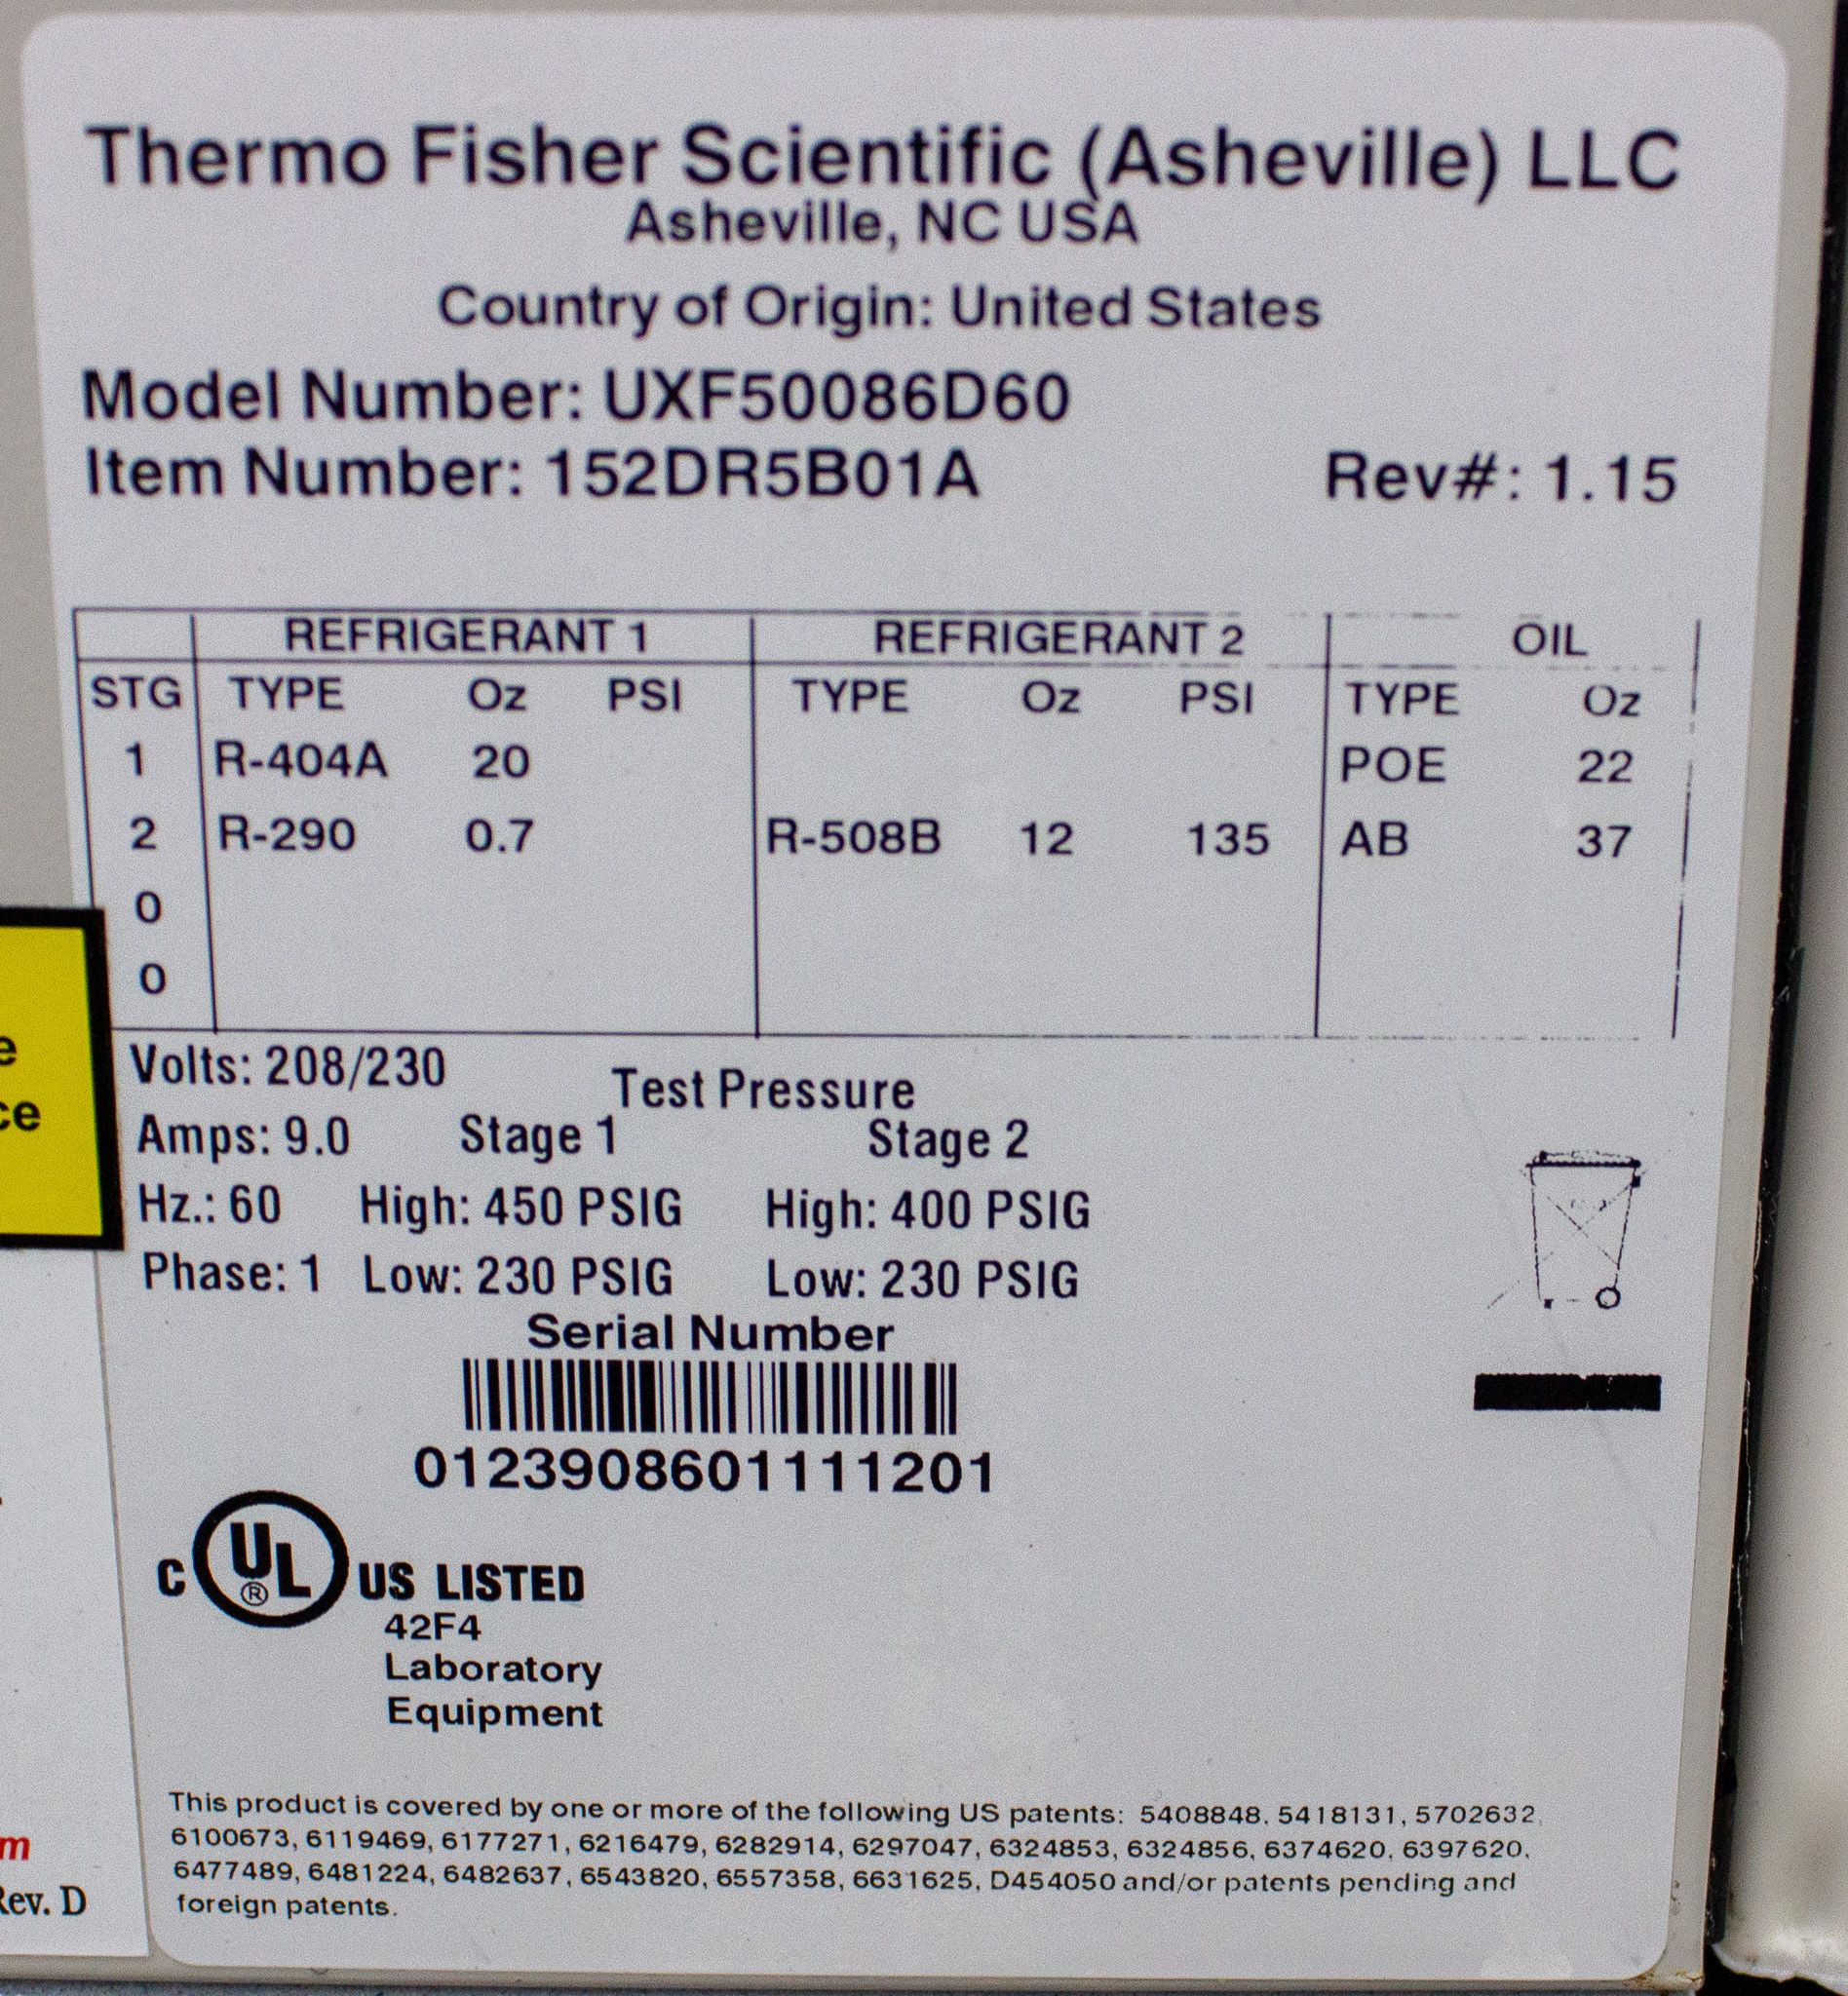 Thermo Fisher Scientific (Asheville) LLC
Asheville, NC USA
Country of Origin: United States
Model Number: UXF50086D60
Item Number: 152DR5B01A Rev#: 1.15
REFRIGERANT 1 REFRIGERANT 2 OIL
STG TYPE Oz PSI TYPE Oz PSI TYPE Oz
1 R-404A 20 POE 22
2 R-290 0.7 R-508B 12 135 AB 37
0
0
e
ce
Volts: 208/230 Test Pressure
Amps: 9.0 Stage 1 Stage 2
Hz.: 60 High: 450 PSIG High: 400 PSIG
Phase: 1 Low: 230 PSIG Low: 230 PSIG
Serial Number
0123908601111201
C UL ® US LISTED
42F4
Laboratory
Equipment
This product is covered by one or more of the following US patents: 5408848, 5418131, 5702632,
6100673, 6119469, 6177271, 6216479, 6282914, 6297047, 6324853, 6324856, 6374620, 6397620,
6477489, 6481224, 6482637, 6543820, 6557358, 6631625, D454050 and/or patents pending and
foreign patents.
m
Rev. D